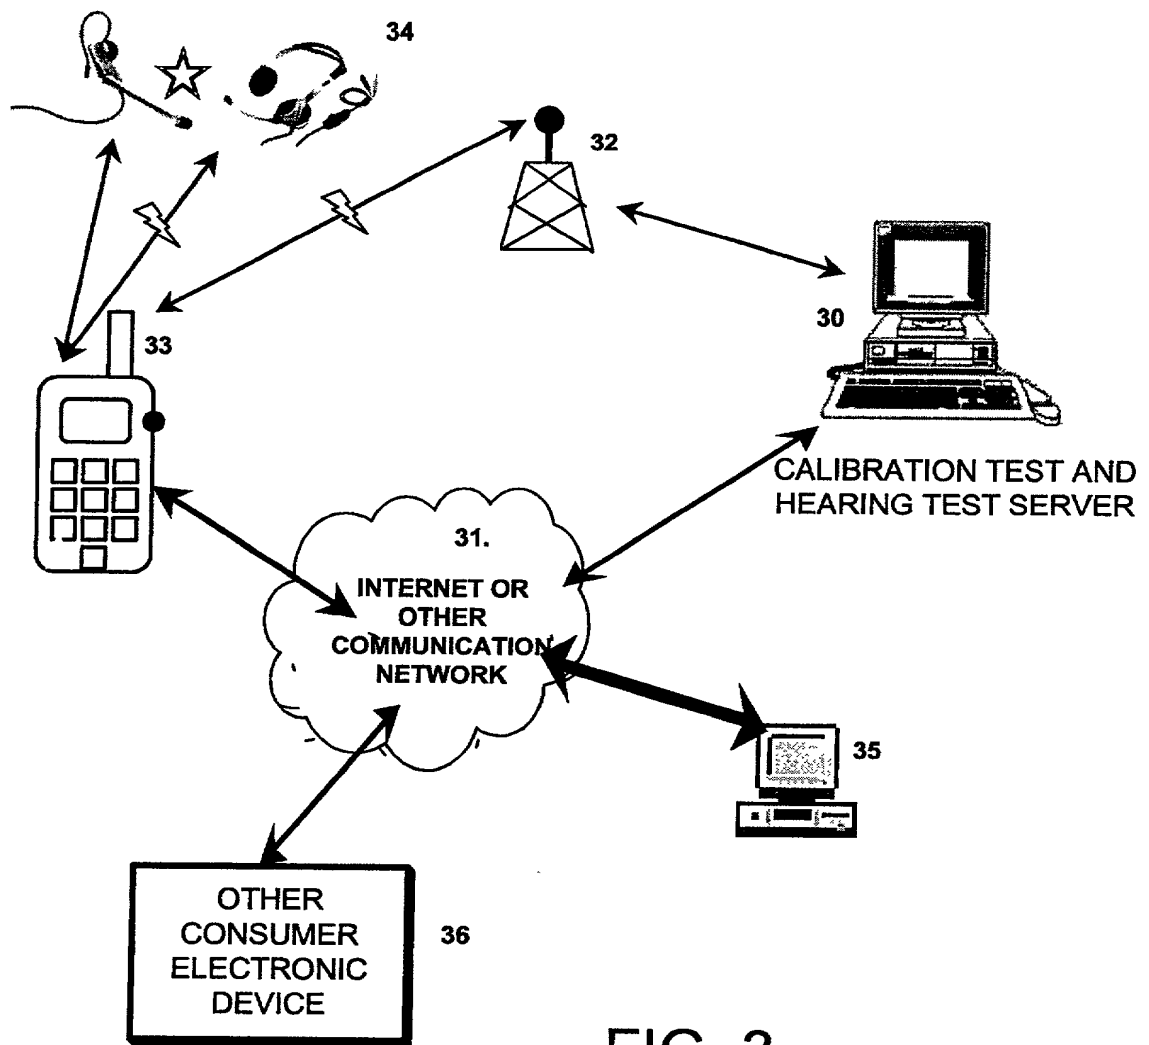 34
32
30
33
CALIBRATION TEST AND
HEARING TEST SERVER
31.
INTERNET OR
OTHER
COMMUNICATION
NETWORK
35
OTHER
CONSUMER
ELECTRONIC
DEVICE
36